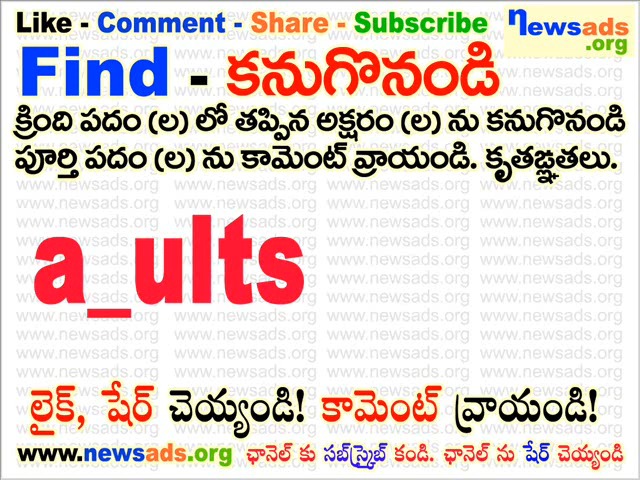 Like - Comment - Share - Subscribe
newsads
.org
Find - కనుగొనండి
క్రింది పదం (ల) లో తప్పిన అక్షరం (ల) ను కనుగొనండి
పూర్తి పదం (ల) ను కామెంట్ వ్రాయండి. కృతఙ్ఞతలు.
a_ults
లైక్, షేర్ చెయ్యండి! కామెంట్ వ్రాయండి!
www.newsads.org ఛానెల్ కు సబ్‌స్క్రైబ్ కండి. ఛానెల్ ను షేర్ చెయ్యండి